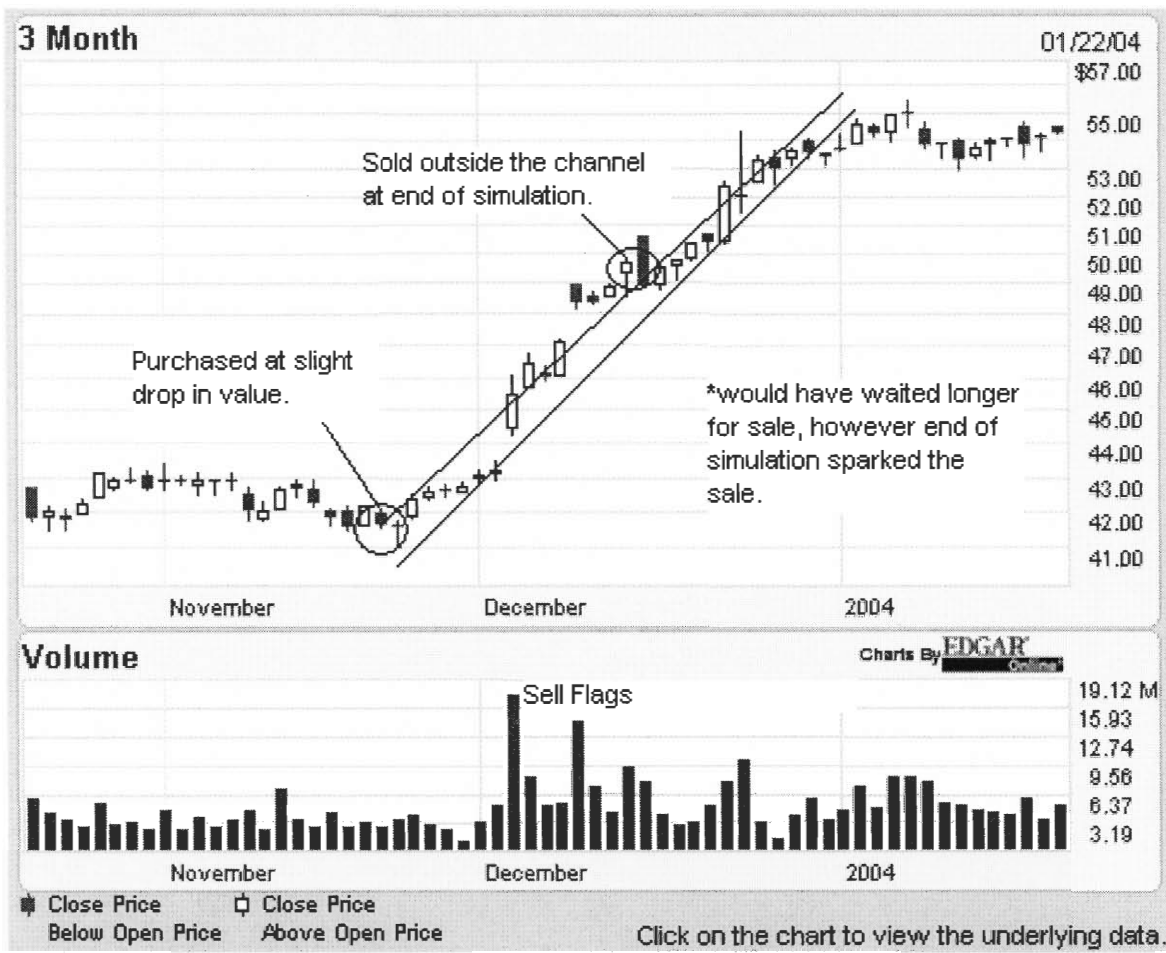 3 Month
01/22/04
$57.00
55.00
53.00
52.00
51.00
50.00
49.00
48.00
47.00
46.00
45.00
44.00
43.00
42.00
41.00
Sold outside the channel
at end of simulation.
Purchased at slight
drop in value.
*would have waited longer
for sale, however end of
simulation sparked the
sale.
November December 2004
Volume
Charts By EDGAR
Online
Sell Flags
19.12 M
15.93
12.74
9.56
6.37
3.19
November December 2004
Close Price Close Price
Below Open Price Above Open Price
Click on the chart to view the underlying data.